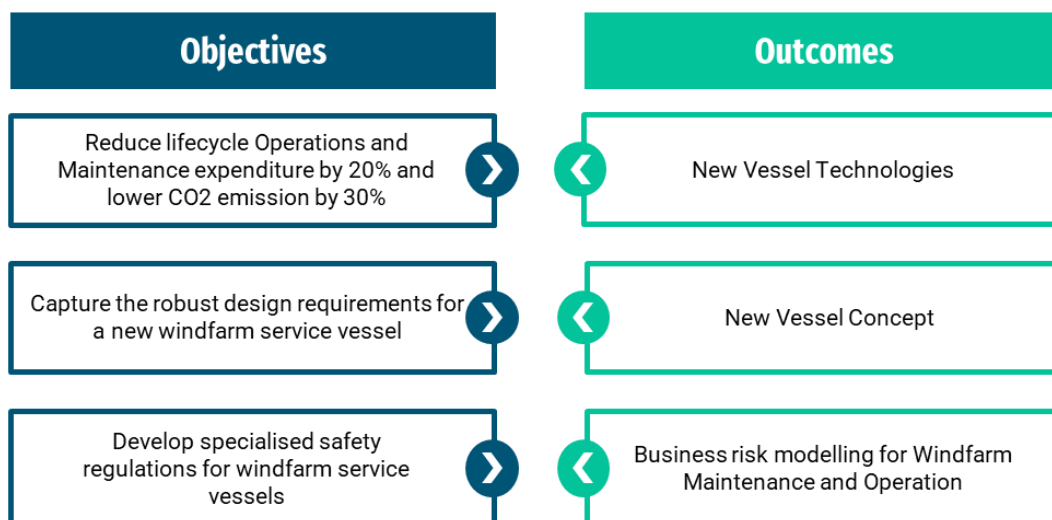 Objectives
Outcomes
Reduce lifecycle Operations and
Maintenance expenditure by 20% and
lower CO2 emission by 30%
New Vessel Technologies
Capture the robust design requirements for
a new windfarm service vessel
New Vessel Concept
Develop specialised safety
regulations for windfarm service
vessels
Business risk modelling for Windfarm
Maintenance and Operation